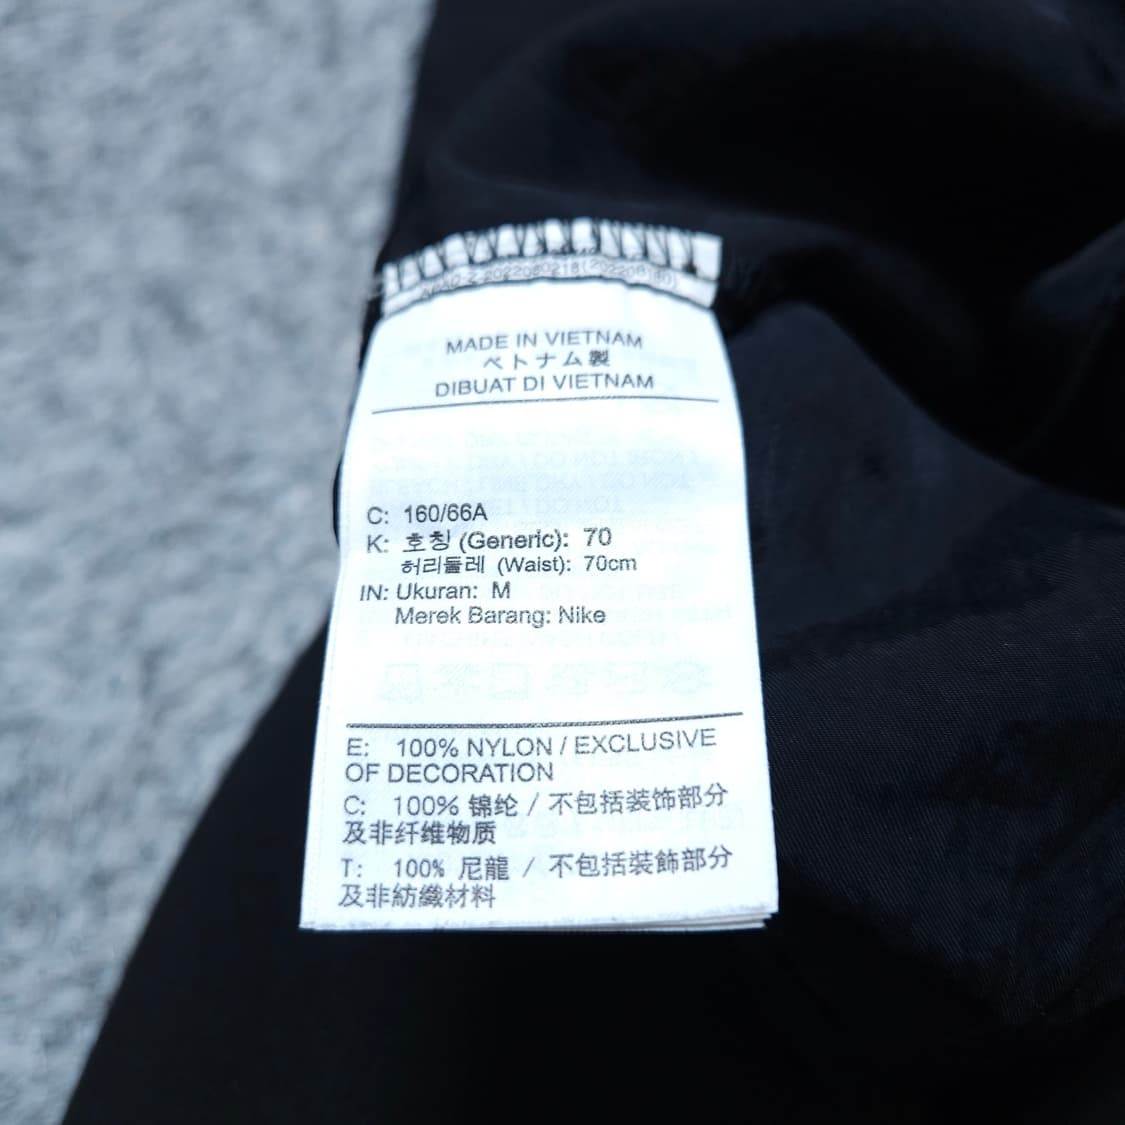 MADE IN VIETNAM
ベトナム製
DIBUAT DI VIETNAM
C: 160/66A
K: 호칭 (Generic): 70
허리둘레 (Waist): 70cm
IN: Ukuran: M
Merek Barang: Nike
E: 100% NYLON / EXCLUSIVE
OF DECORATION
C: 100% 锦纶 / 不包括装饰部分
及非纤维物质
T: 100% 尼龍 / 不包括裝飾部分
及非紡織材料